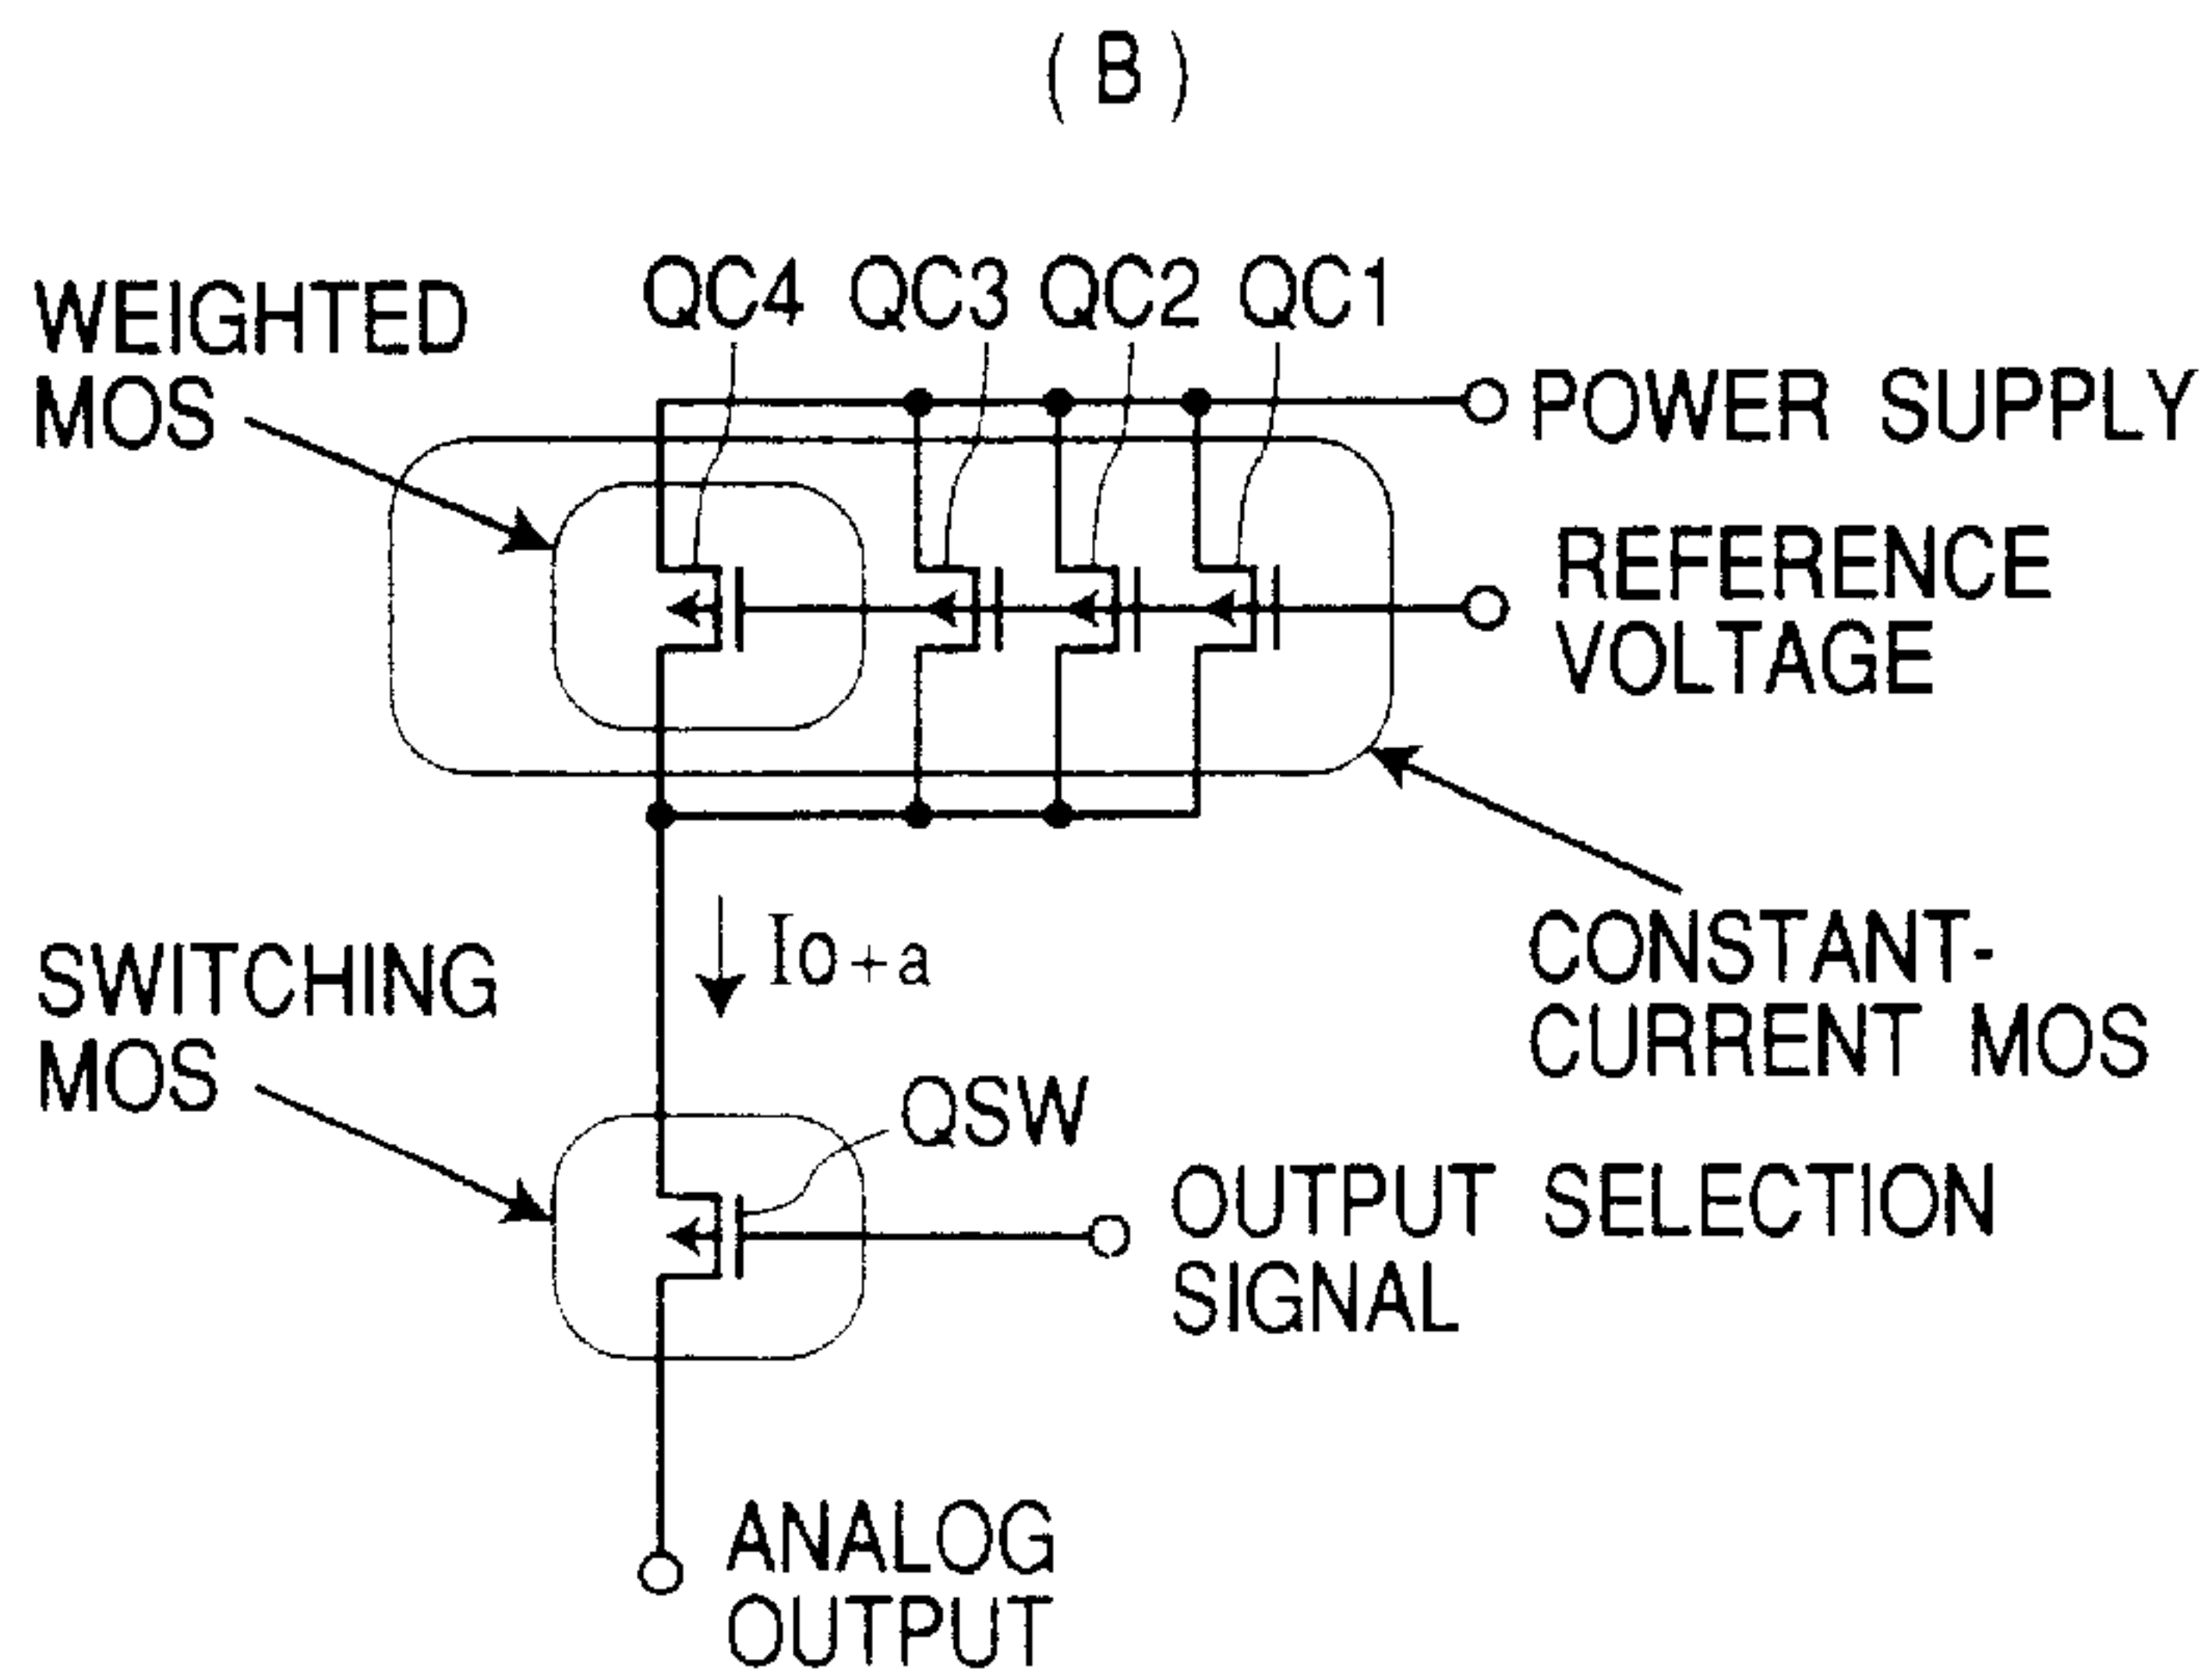 ( B )
WEIGHTED
MOS
QC4 QC3 QC2 QC1
POWER SUPPLY
REFERENCE
VOLTAGE
Io+a
CONSTANT-
CURRENT MOS
SWITCHING
MOS
QSW
OUTPUT SELECTION
SIGNAL
ANALOG
OUTPUT